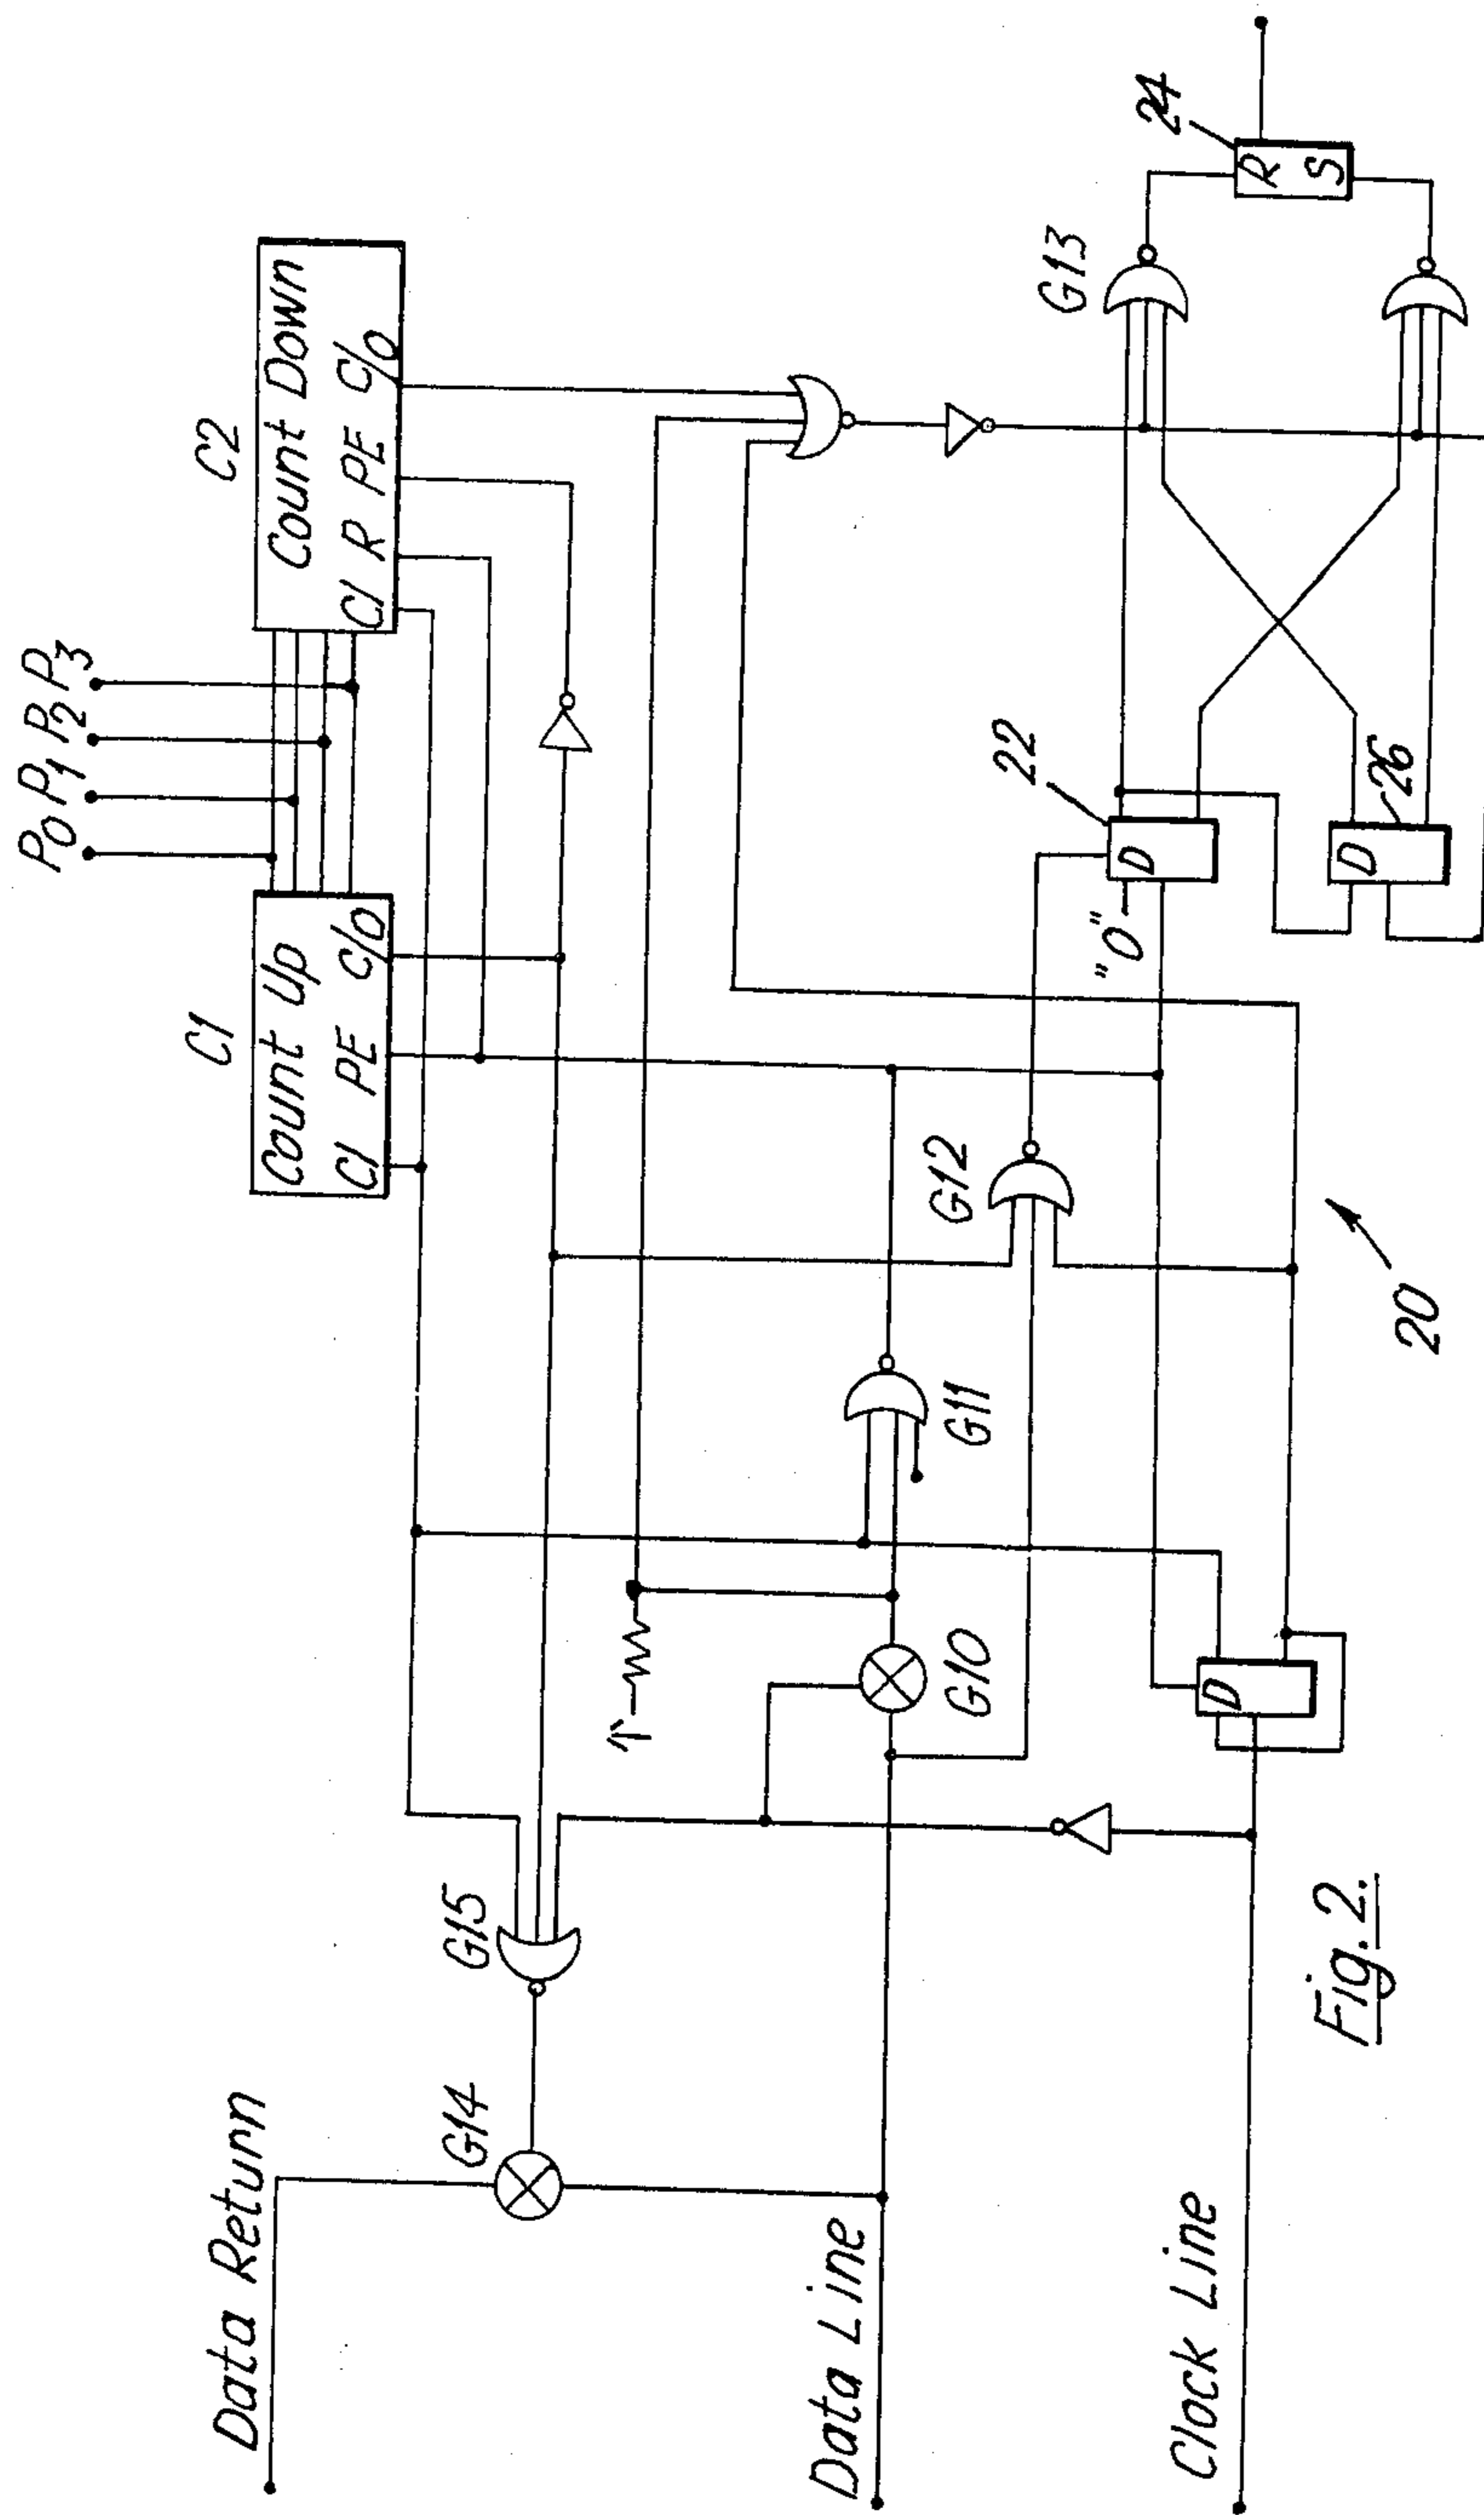 Data Return
Data Line
Clock Line
G14
G15
G10
G11
G12
G13
C1
Count Up
Cl PE C/O
P0 P1 P2 P3
C2
Count Down
Cl R PE C/O
D
D
"0"
22
D
26
R
S
24
20
Fig. 2.